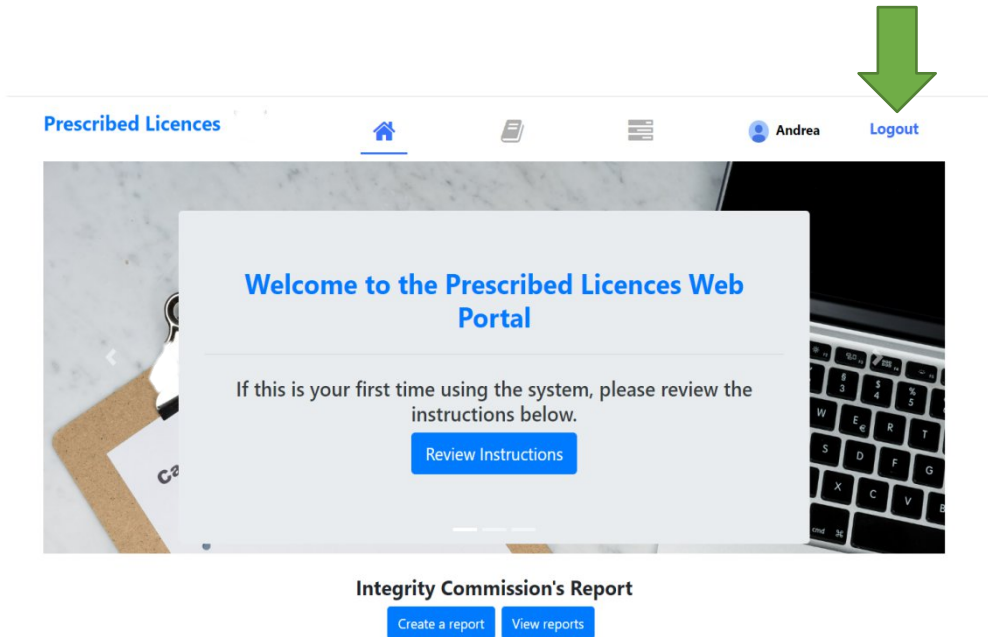 Prescribed Licences
Andrea
Logout
Welcome to the Prescribed Licences Web
Portal
If this is your first time using the system, please review the
instructions below.
Review Instructions
Integrity Commission's Report
Create a report
View reports